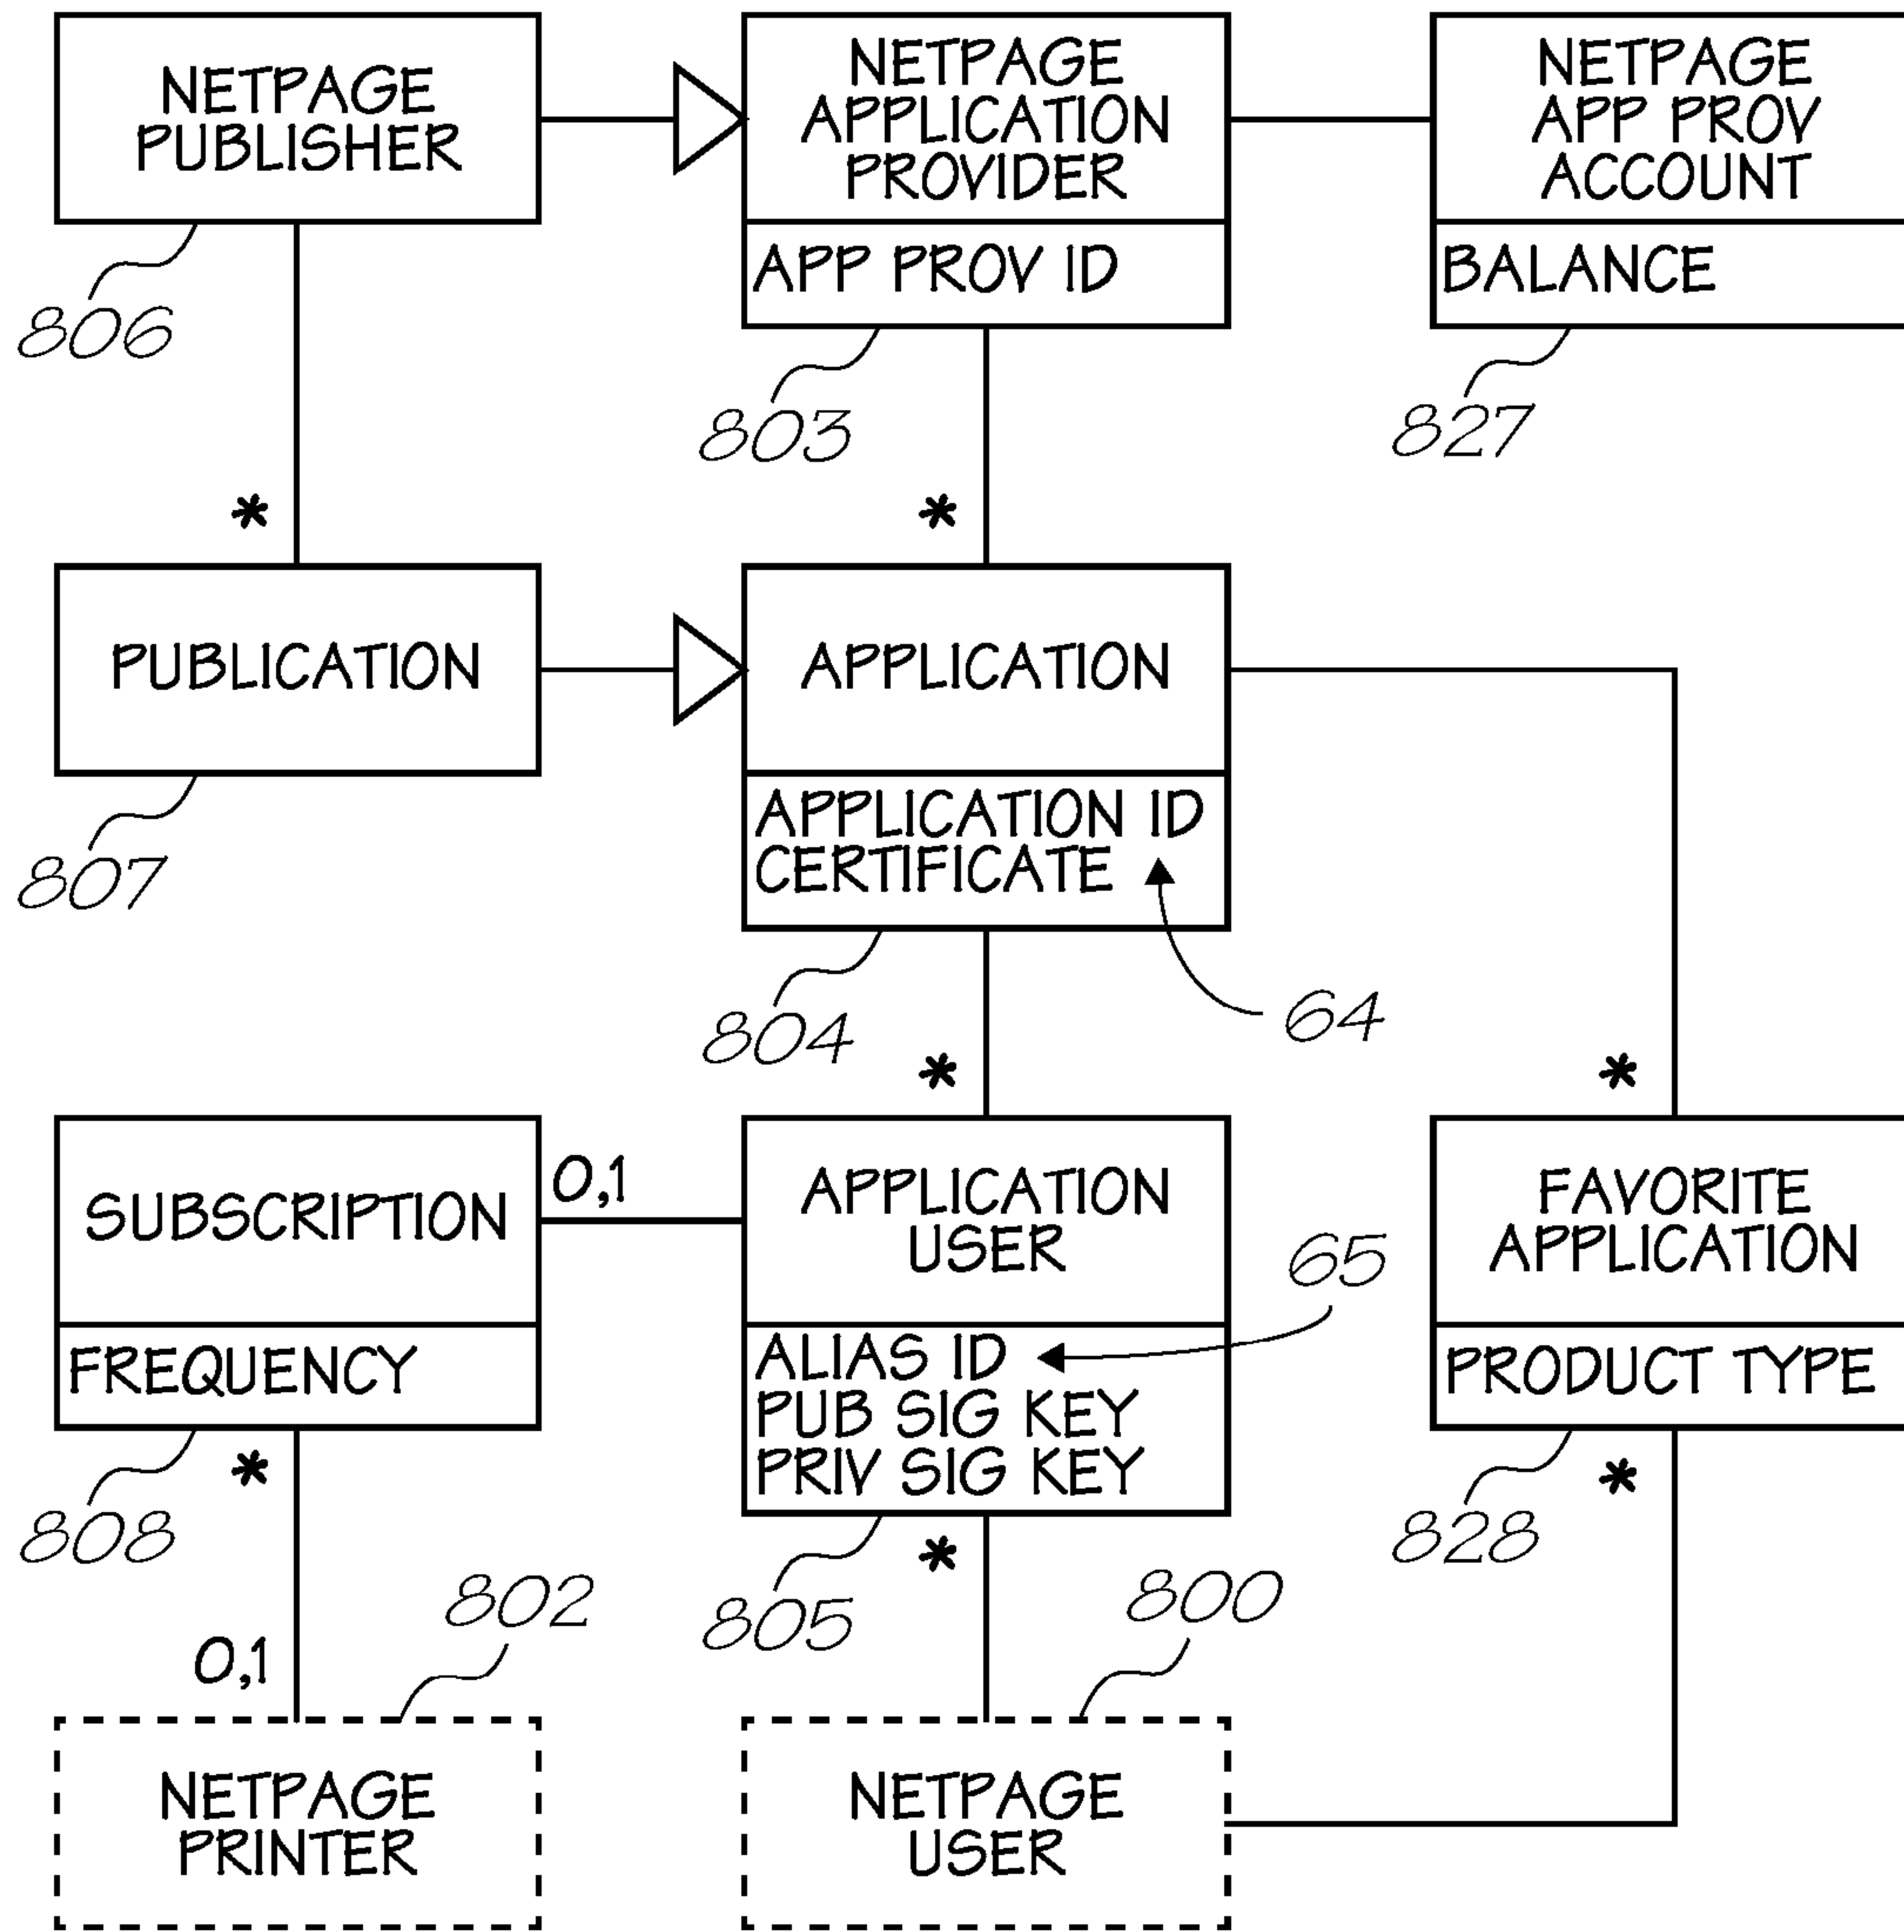 NETPAGE
PUBLISHER
806
NETPAGE
APPLICATION
PROVIDER
APP PROV ID
803
NETPAGE
APP PROV
ACCOUNT
BALANCE
827
*
*
PUBLICATION
807
APPLICATION
APPLICATION ID
CERTIFICATE
64
804
*
*
SUBSCRIPTION
0,1
FREQUENCY
808
*
APPLICATION
USER
65
ALIAS ID
PUB SIG KEY
PRIV SIG KEY
805
*
FAVORITE
APPLICATION
PRODUCT TYPE
828
*
802
800
0,1
NETPAGE
PRINTER
NETPAGE
USER